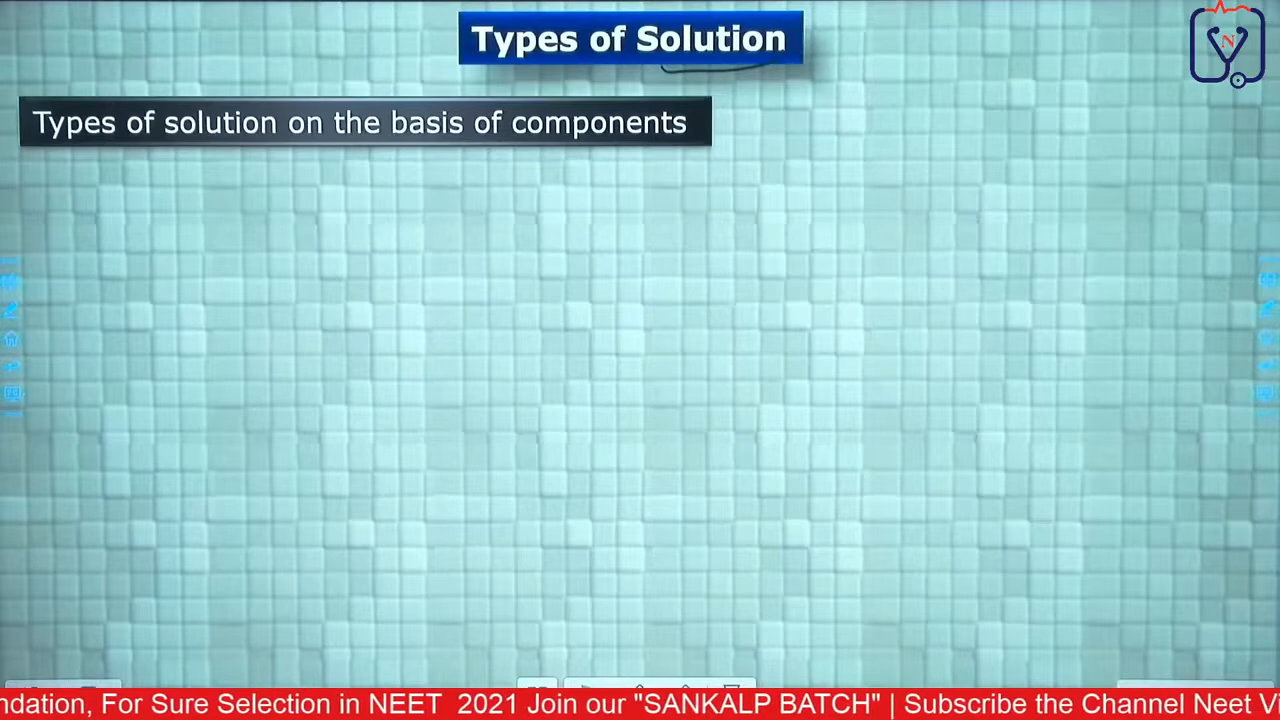 Types of Solution
N
Types of solution on the basis of components
ndation, For Sure Selection in NEET 2021 Join our "SANKALP BATCH" | Subscribe the Channel Neet V